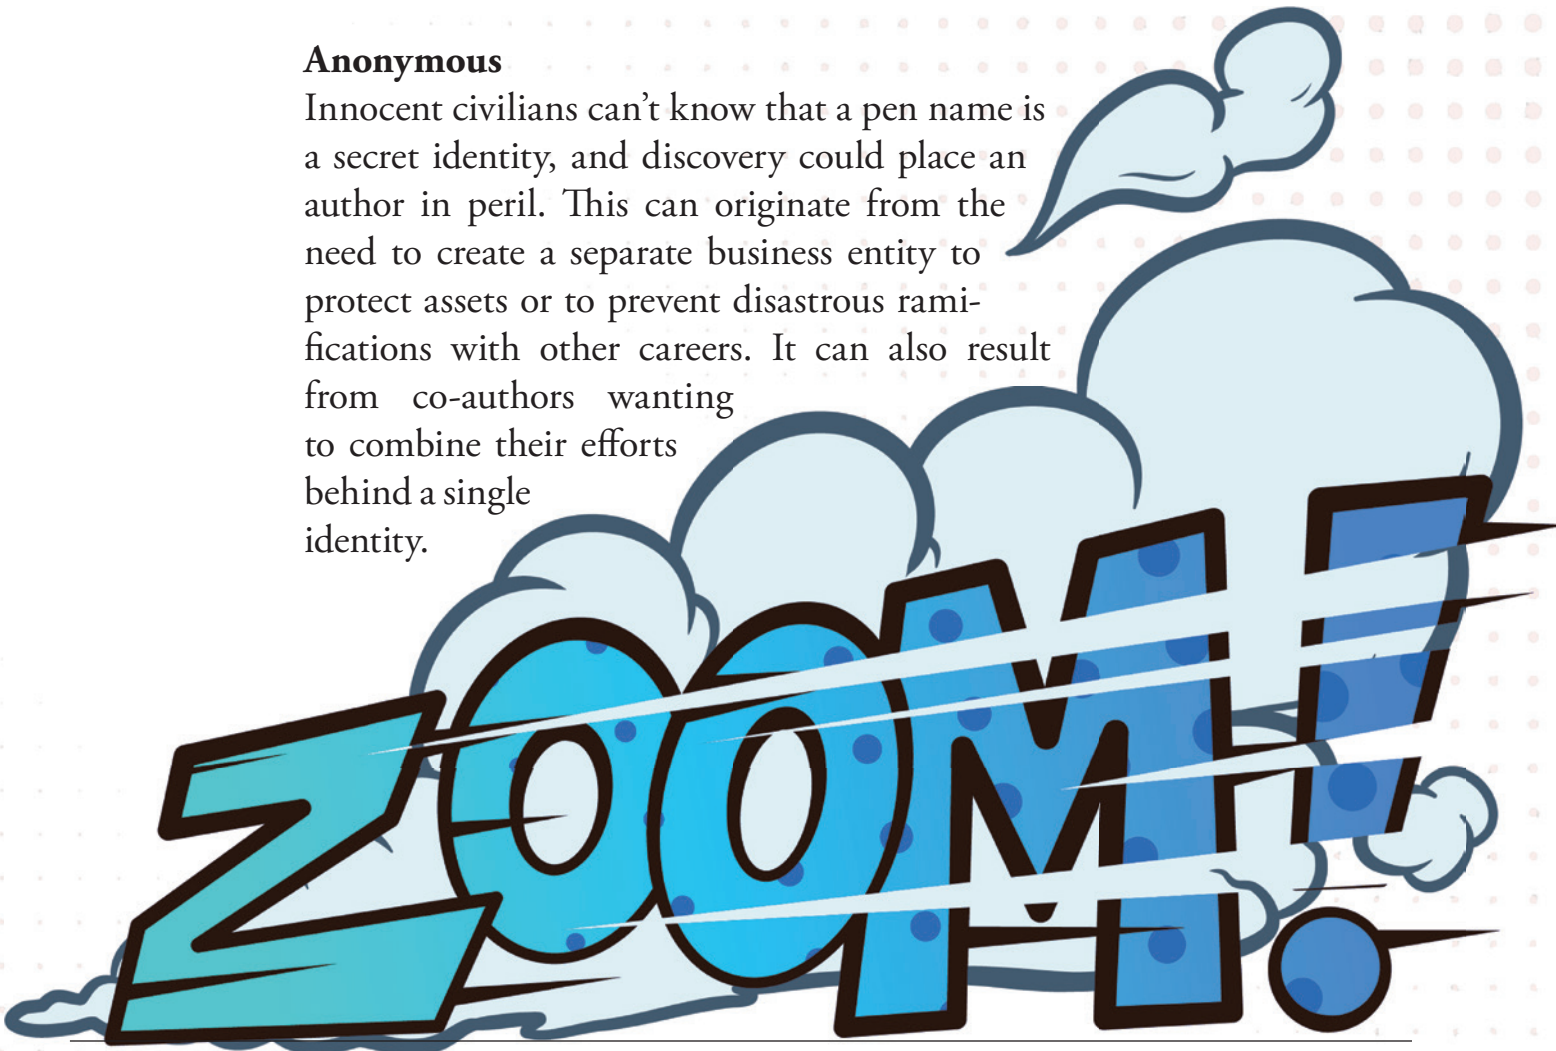 Anonymous
Innocent civilians can’t know that a pen name is
a secret identity, and discovery could place an
author in peril. This can originate from the
need to create a separate business entity to
protect assets or to prevent disastrous rami-
fications with other careers. It can also result
from co-authors wanting
to combine their efforts
behind a single
identity.
ZOOM!